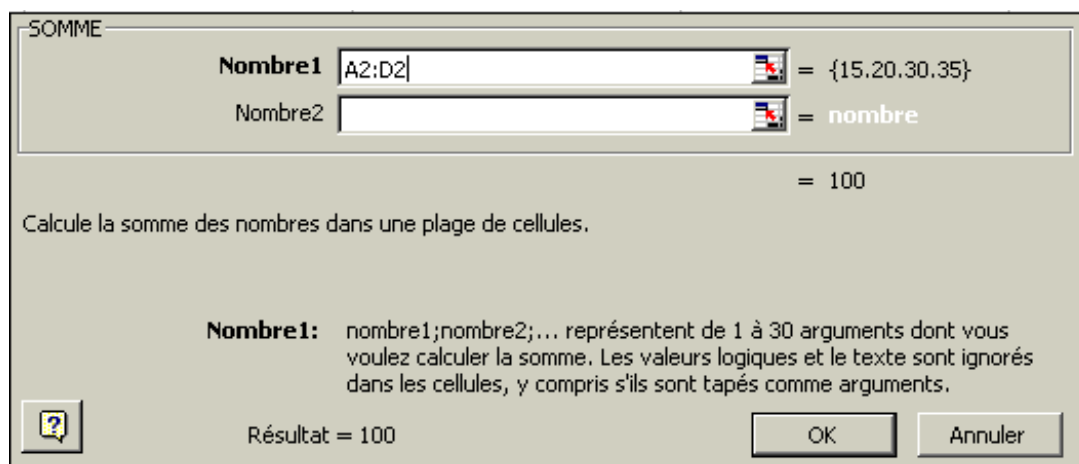 SOMME
Nombre1 A2:D2 = {15.20.30.35}
Nombre2 = nombre
= 100
Calcule la somme des nombres dans une plage de cellules.
Nombre1: nombre1;nombre2;... représentent de 1 à 30 arguments dont vous
voulez calculer la somme. Les valeurs logiques et le texte sont ignorés
dans les cellules, y compris s'ils sont tapés comme arguments.
? Résultat = 100 OK Annuler